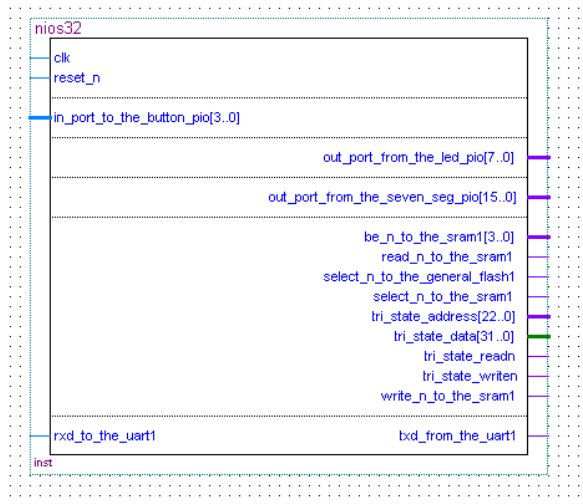 nios32
clk
reset_n
in_port_to_the_button_pio[3..0]
out_port_from_the_led_pio[7..0]
out_port_from_the_seven_seg_pio[15..0]
be_n_to_the_sram1[3..0]
read_n_to_the_sram1
select_n_to_the_general_flash1
select_n_to_the_sram1
tri_state_address[22..0]
tri_state_data[31..0]
tri_state_readn
tri_state_writen
write_n_to_the_sram1
rxd_to_the_uart1 txd_from_the_uart1
inst